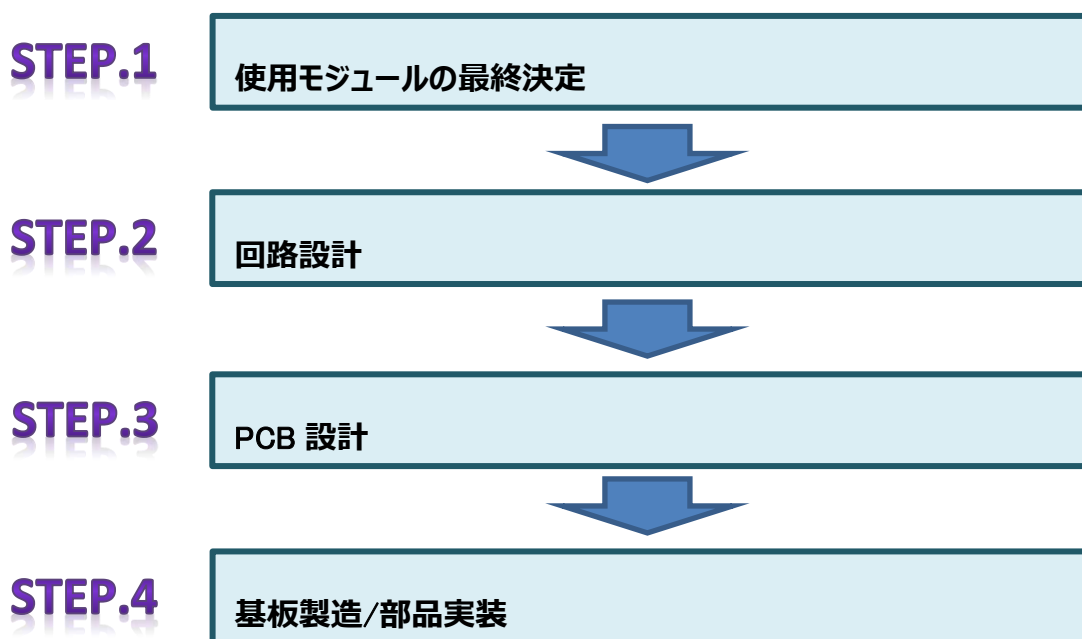 STEP.1
使用モジュールの最終決定
STEP.2
回路設計
STEP.3
PCB 設計
STEP.4
基板製造/部品実装